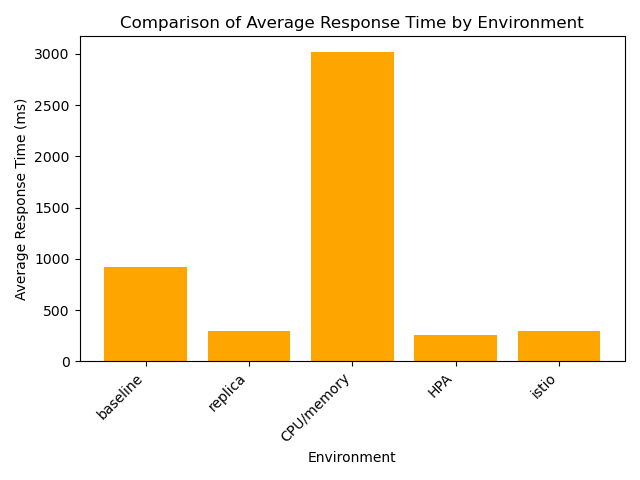 Comparison of Average Response Time by Environment
Average Response Time (ms)
3000
2500
2000
1500
1000
500
0
baseline
replica
CPU/memory
HPA
istio
Environment